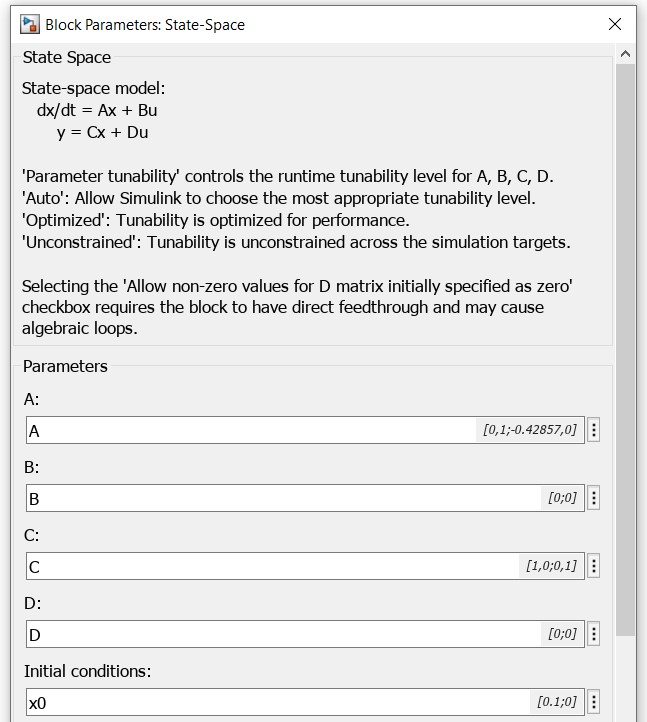 Block Parameters: State-Space
State Space
State-space model:
dx/dt = Ax + Bu
y = Cx + Du
'Parameter tunability' controls the runtime tunability level for A, B, C, D.
'Auto': Allow Simulink to choose the most appropriate tunability level.
'Optimized': Tunability is optimized for performance.
'Unconstrained': Tunability is unconstrained across the simulation targets.
Selecting the 'Allow non-zero values for D matrix initially specified as zero'
checkbox requires the block to have direct feedthrough and may cause
algebraic loops.
Parameters
A:
A [0,1;-0.42857,0]
B:
B [0;0]
C:
C [1,0;0,1]
D:
D [0;0]
Initial conditions:
x0 [0.1;0]